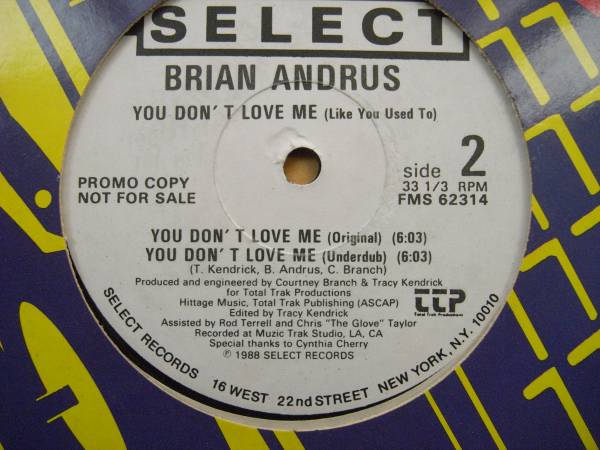 SELECT
BRIAN ANDRUS
YOU DON'T LOVE ME (Like You Used To)
side 2
PROMO COPY
NOT FOR SALE
33 1/3 RPM
FMS 62314
YOU DON'T LOVE ME (Original) (6:03)
YOU DON'T LOVE ME (Underdub) (6:03)
(T. Kendrick, B. Andrus, C. Branch)
Produced and engineered by Courtney Branch & Tracy Kendrick
for Total Trak Productions
Hittage Music, Total Trak Publishing (ASCAP)
Edited by Tracy Kendrick
Assisted by Rod Terrell and Chris "The Glove" Taylor
Recorded at Muzic Trak Studio, LA, CA
Special thanks to Cynthia Cherry
℗ 1988 SELECT RECORDS
TTP
Total Trak Productions
SELECT RECORDS 16 WEST 22nd STREET NEW YORK, N.Y. 10010